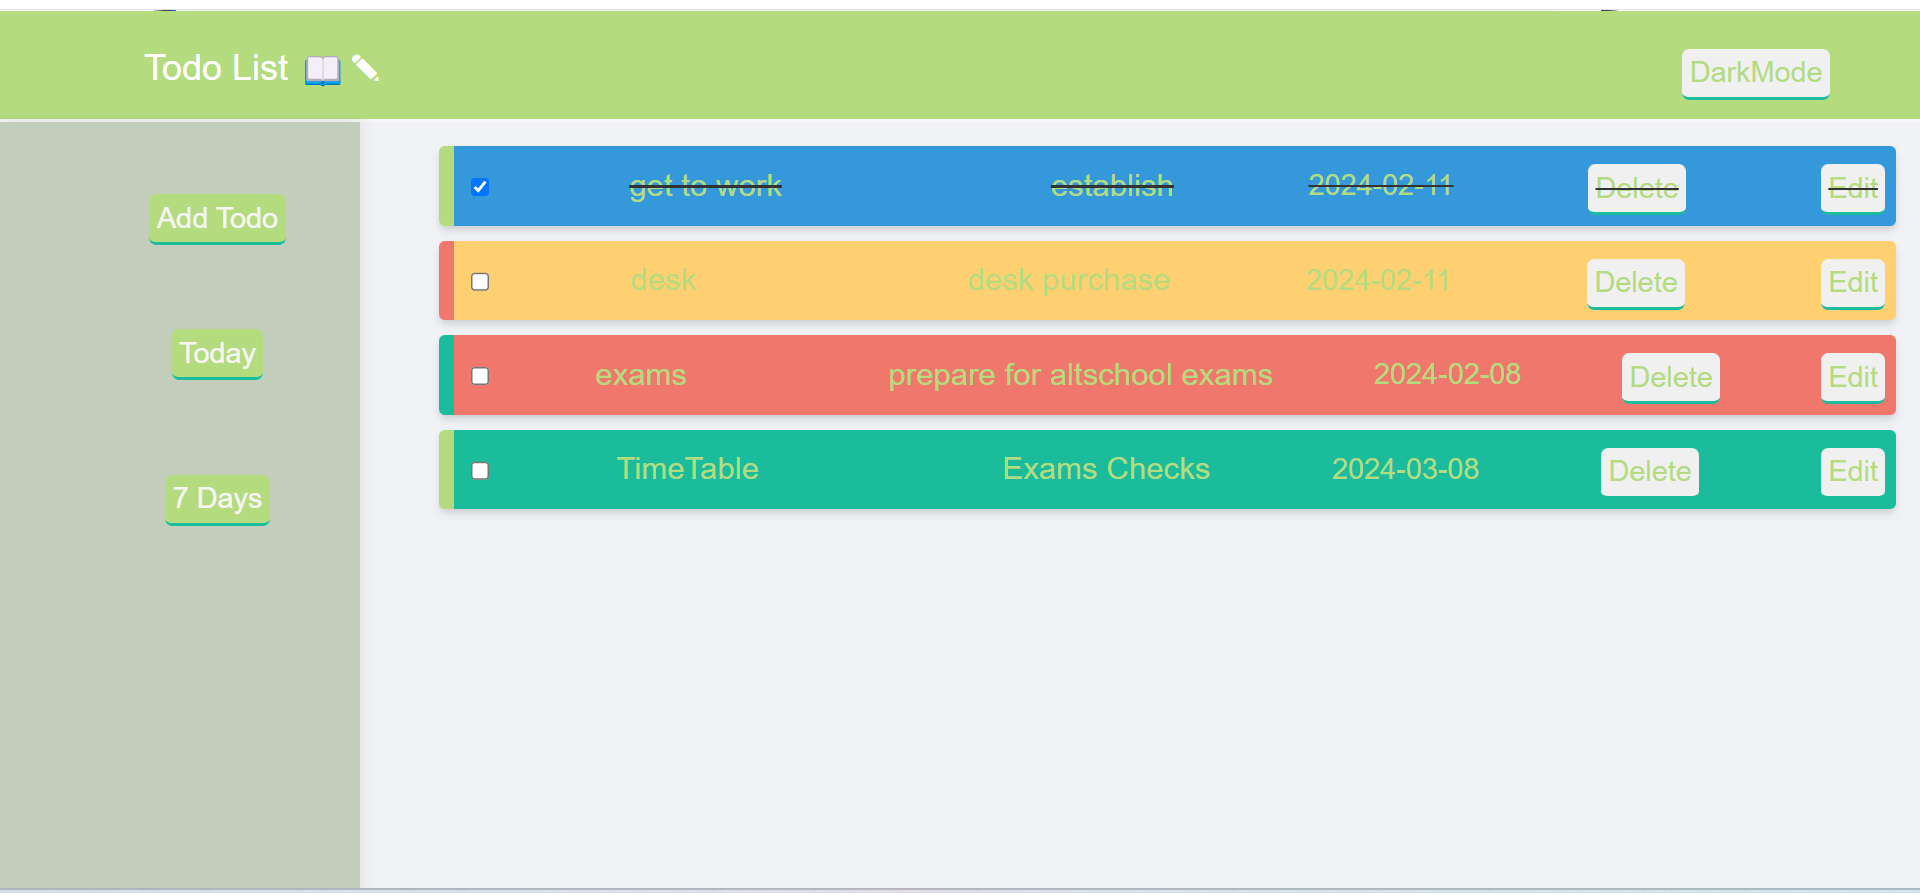 Todo List 📖 ✏️
DarkMode
Add Todo
Today
7 Days
get to work establish 2024-02-11 Delete Edit
desk desk purchase 2024-02-11 Delete Edit
exams prepare for altschool exams 2024-02-08 Delete Edit
TimeTable Exams Checks 2024-03-08 Delete Edit